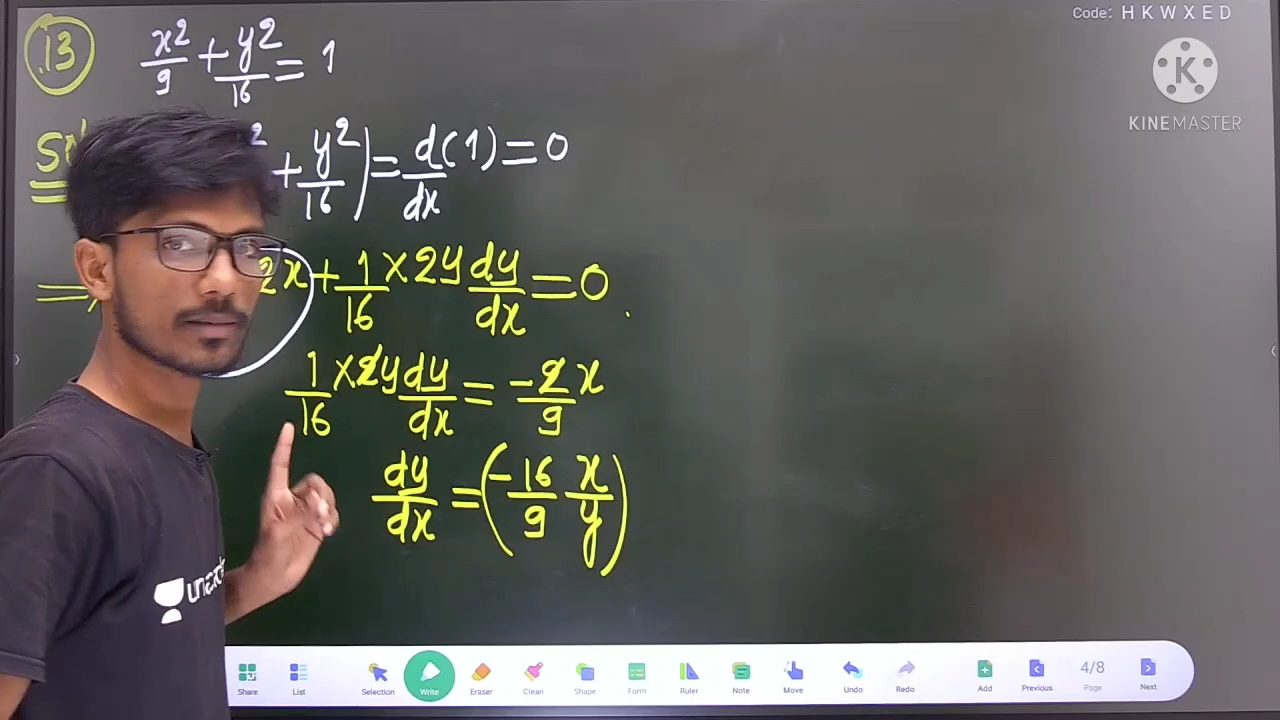 Code: HKWXED
KINEMASTER
13 x²/9 + y²/16 = 1
² + y²/16) = d/dx (1) = 0
⇒ 2x + 1/16 × 2y dy/dx = 0
1/16 × 2y dy/dx = -2/9 x
dy/dx = (-16/9 x/y)
Share List Selection Write Eraser Clean Shape Form Ruler Note Move Undo Redo Add Previous 4/8 Page Next